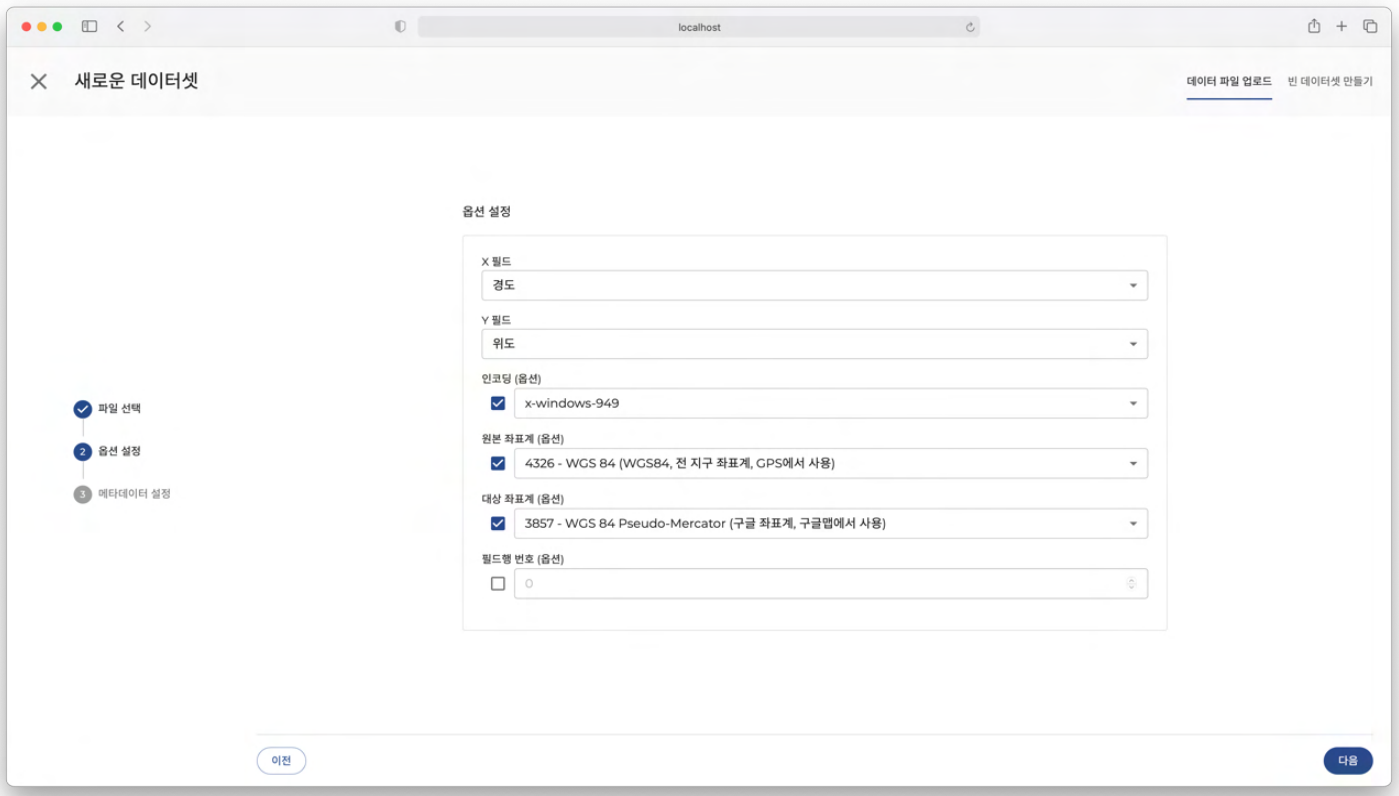 localhost
새로운 데이터셋
데이터 파일 업로드
빈 데이터셋 만들기
옵션 설정
X 필드
경도
Y 필드
위도
인코딩 (옵션)
x-windows-949
원본 좌표계 (옵션)
4326 - WGS 84 (WGS84, 전 지구 좌표계, GPS에서 사용)
대상 좌표계 (옵션)
3857 - WGS 84 Pseudo-Mercator (구글 좌표계, 구글맵에서 사용)
필드행 번호 (옵션)
0
파일 선택
2 옵션 설정
3 메타데이터 설정
이전
다음